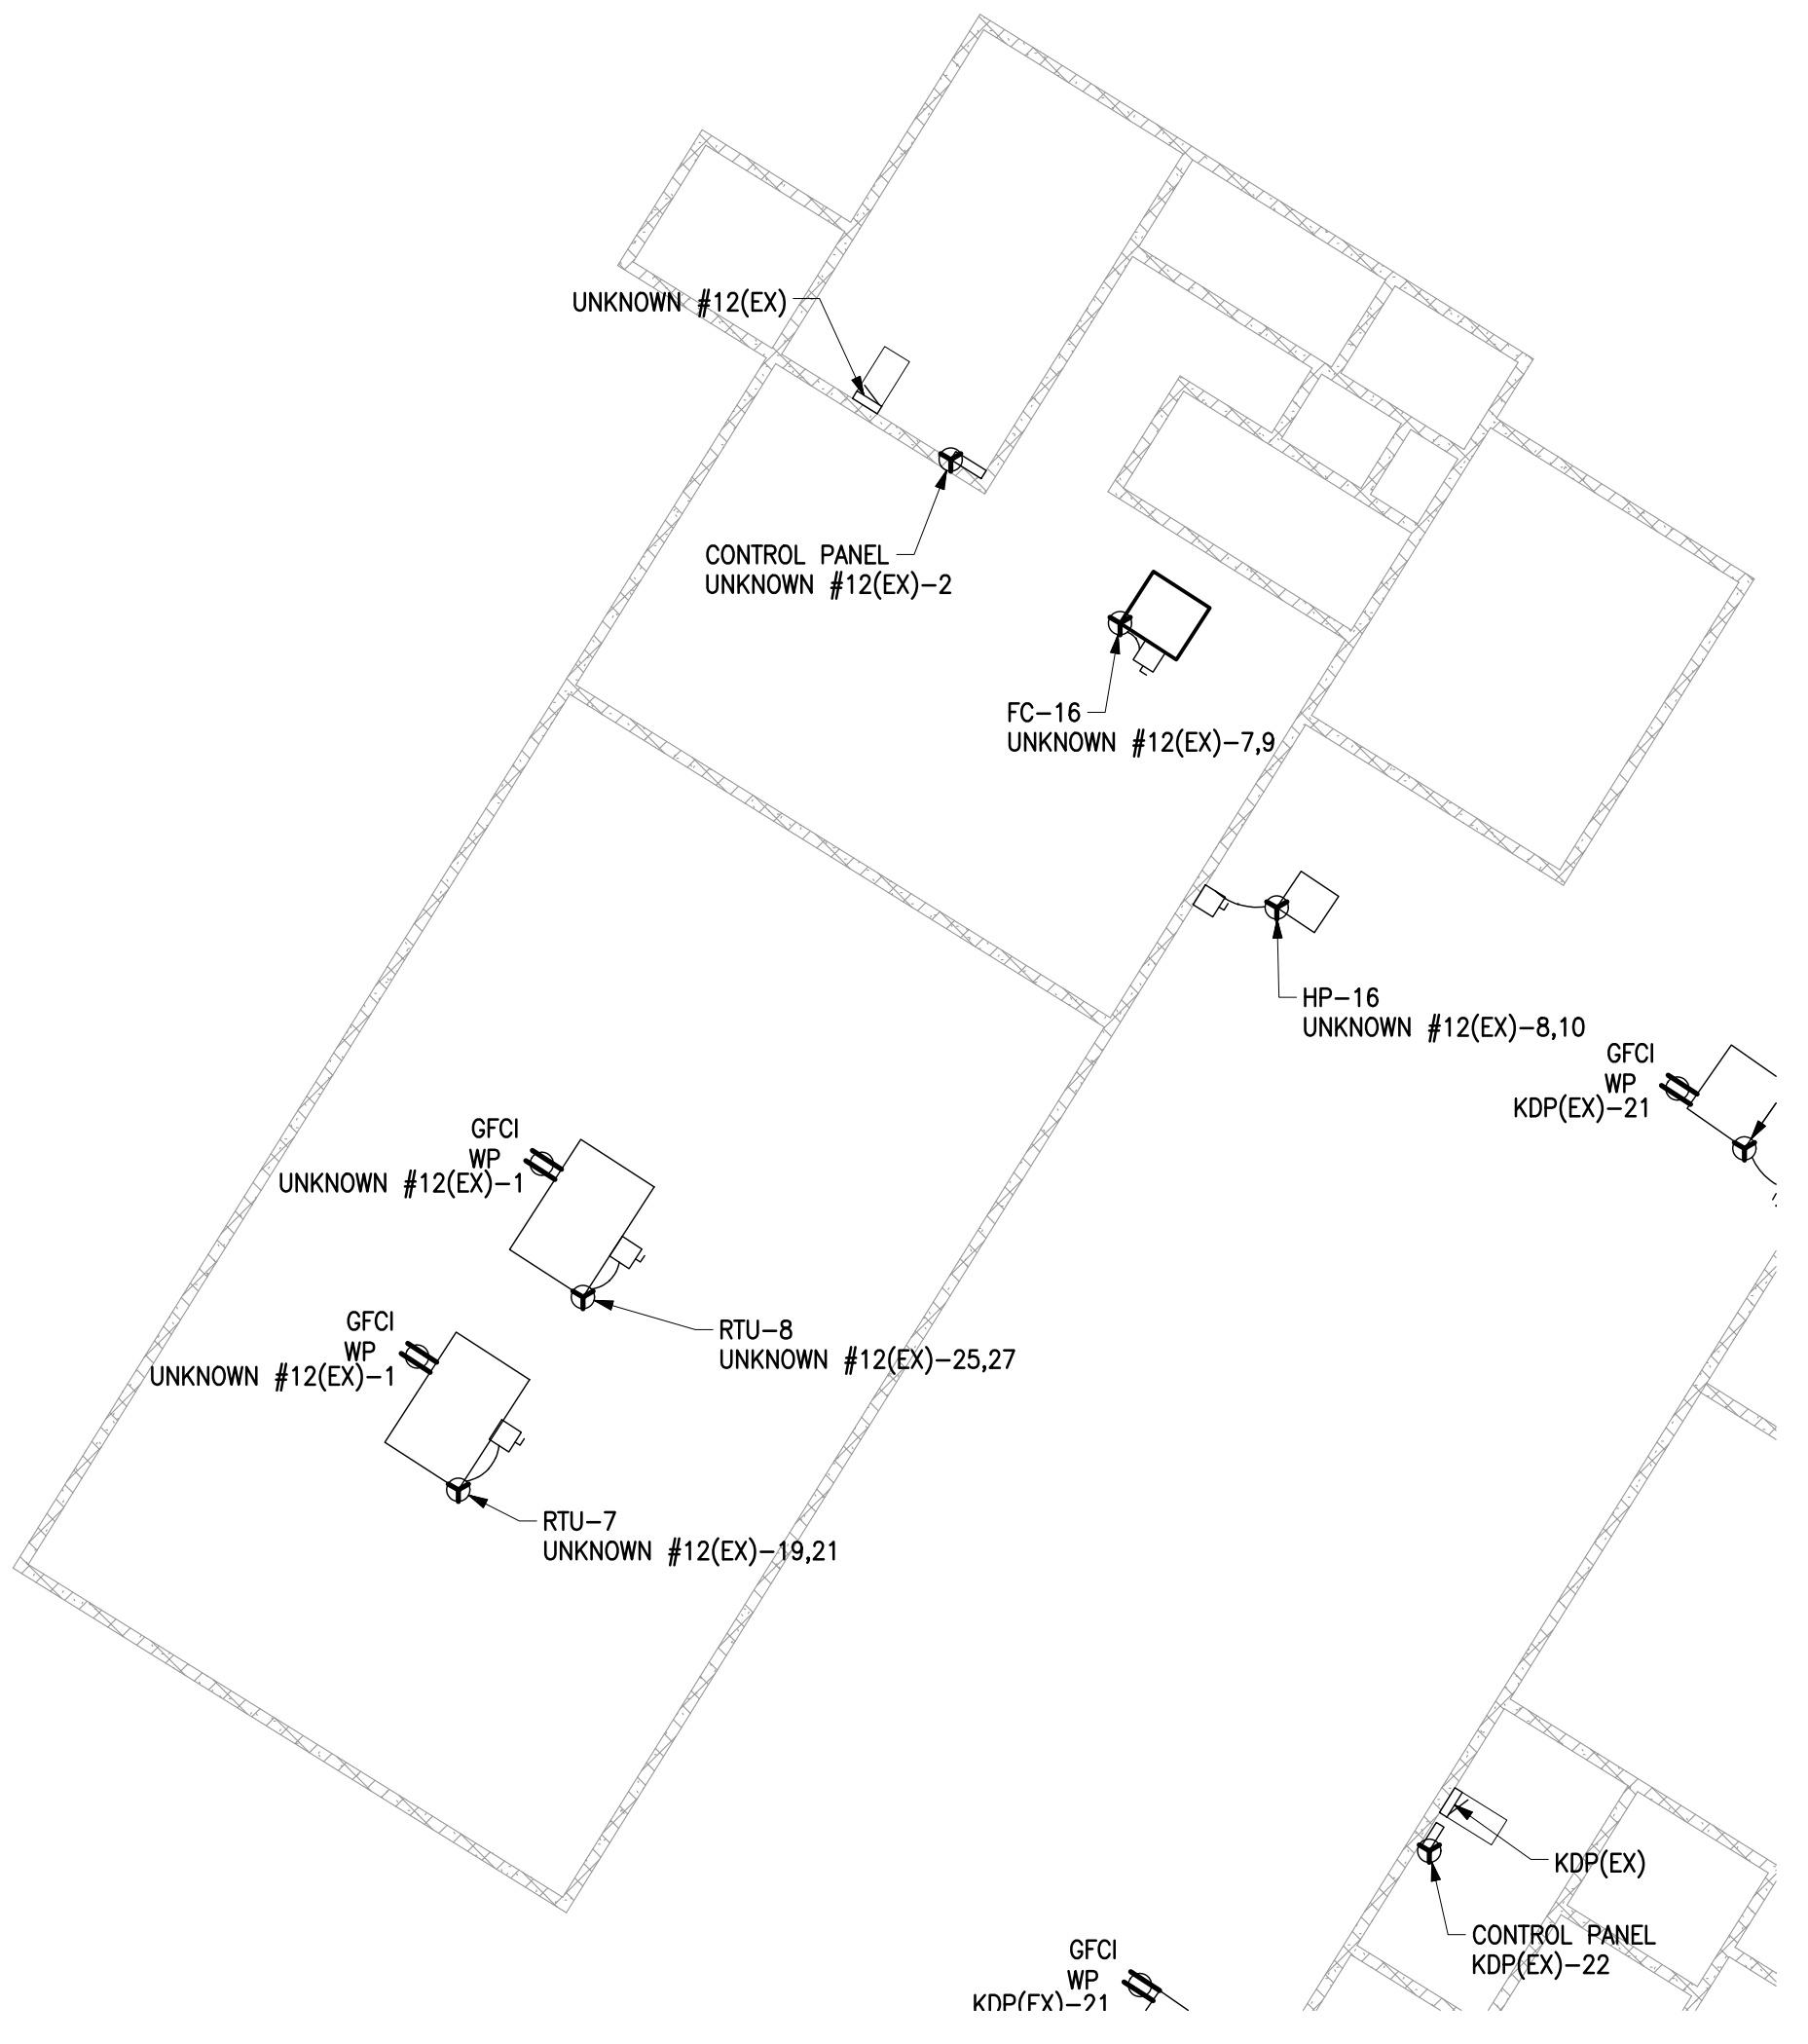 UNKNOWN #12(EX)
CONTROL PANEL
UNKNOWN #12(EX)-2
FC-16
UNKNOWN #12(EX)-7,9
HP-16
UNKNOWN #12(EX)-8,10
GFCI
WP
KDP(EX)-21
GFCI
WP
UNKNOWN #12(EX)-1
RTU-8
UNKNOWN #12(EX)-25,27
GFCI
WP
UNKNOWN #12(EX)-1
RTU-7
UNKNOWN #12(EX)-19,21
KDP(EX)
CONTROL PANEL
KDP(EX)-22
GFCI
WP
KDP(EX)-21